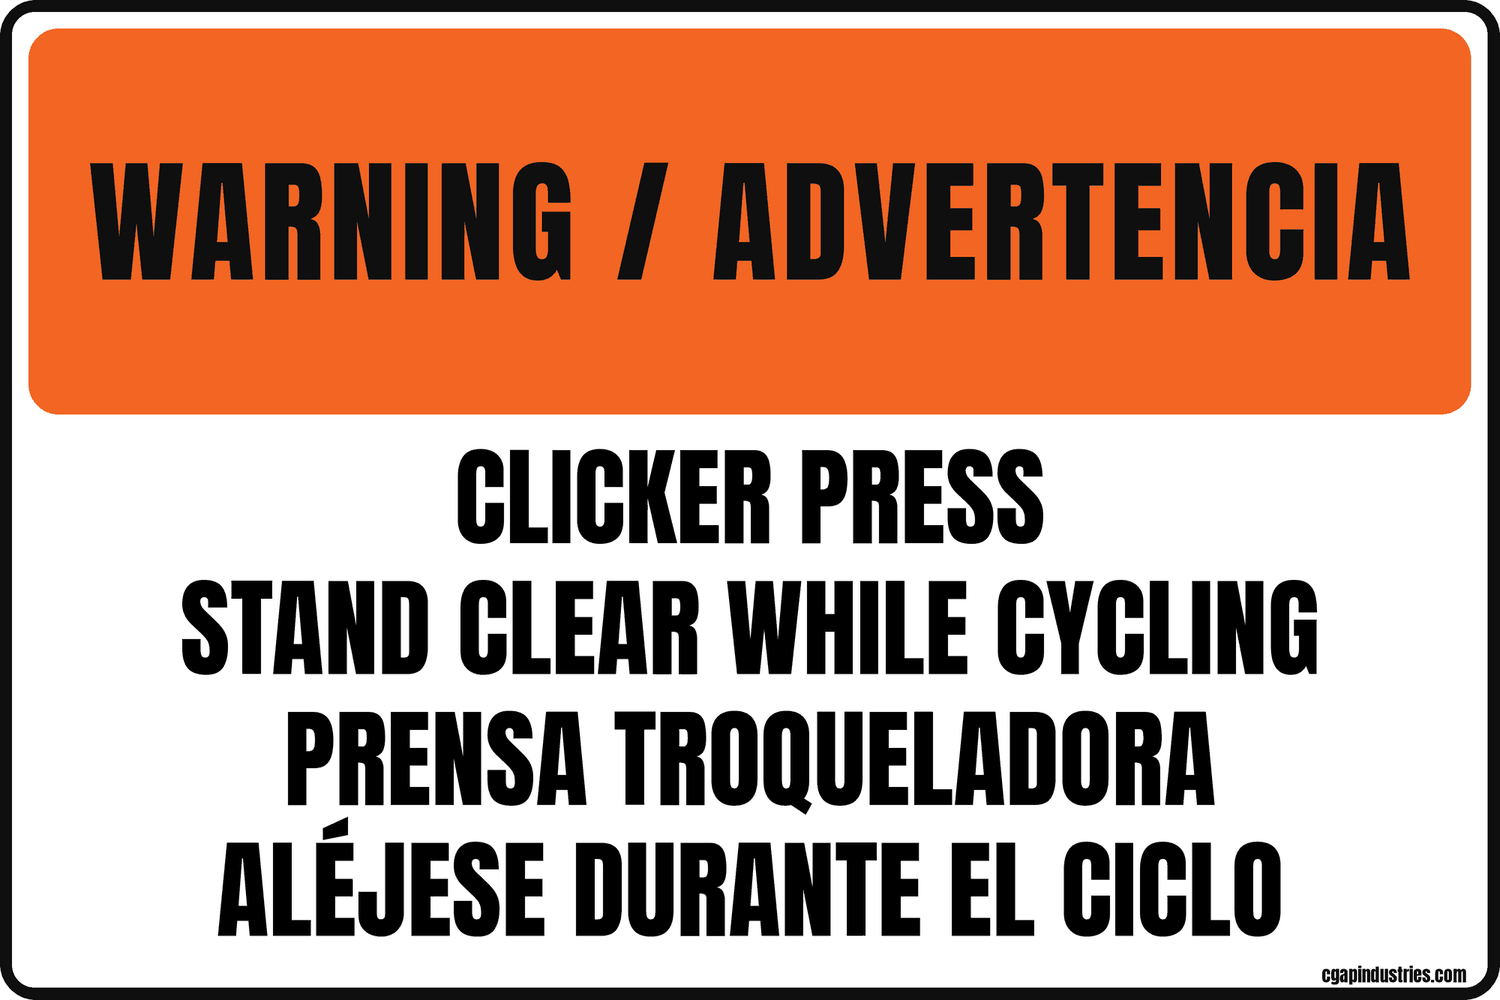 WARNING / ADVERTENCIA
CLICKER PRESS
STAND CLEAR WHILE CYCLING
PRENSA TROQUELADORA
ALÉJESE DURANTE EL CICLO
cgapindustries.com